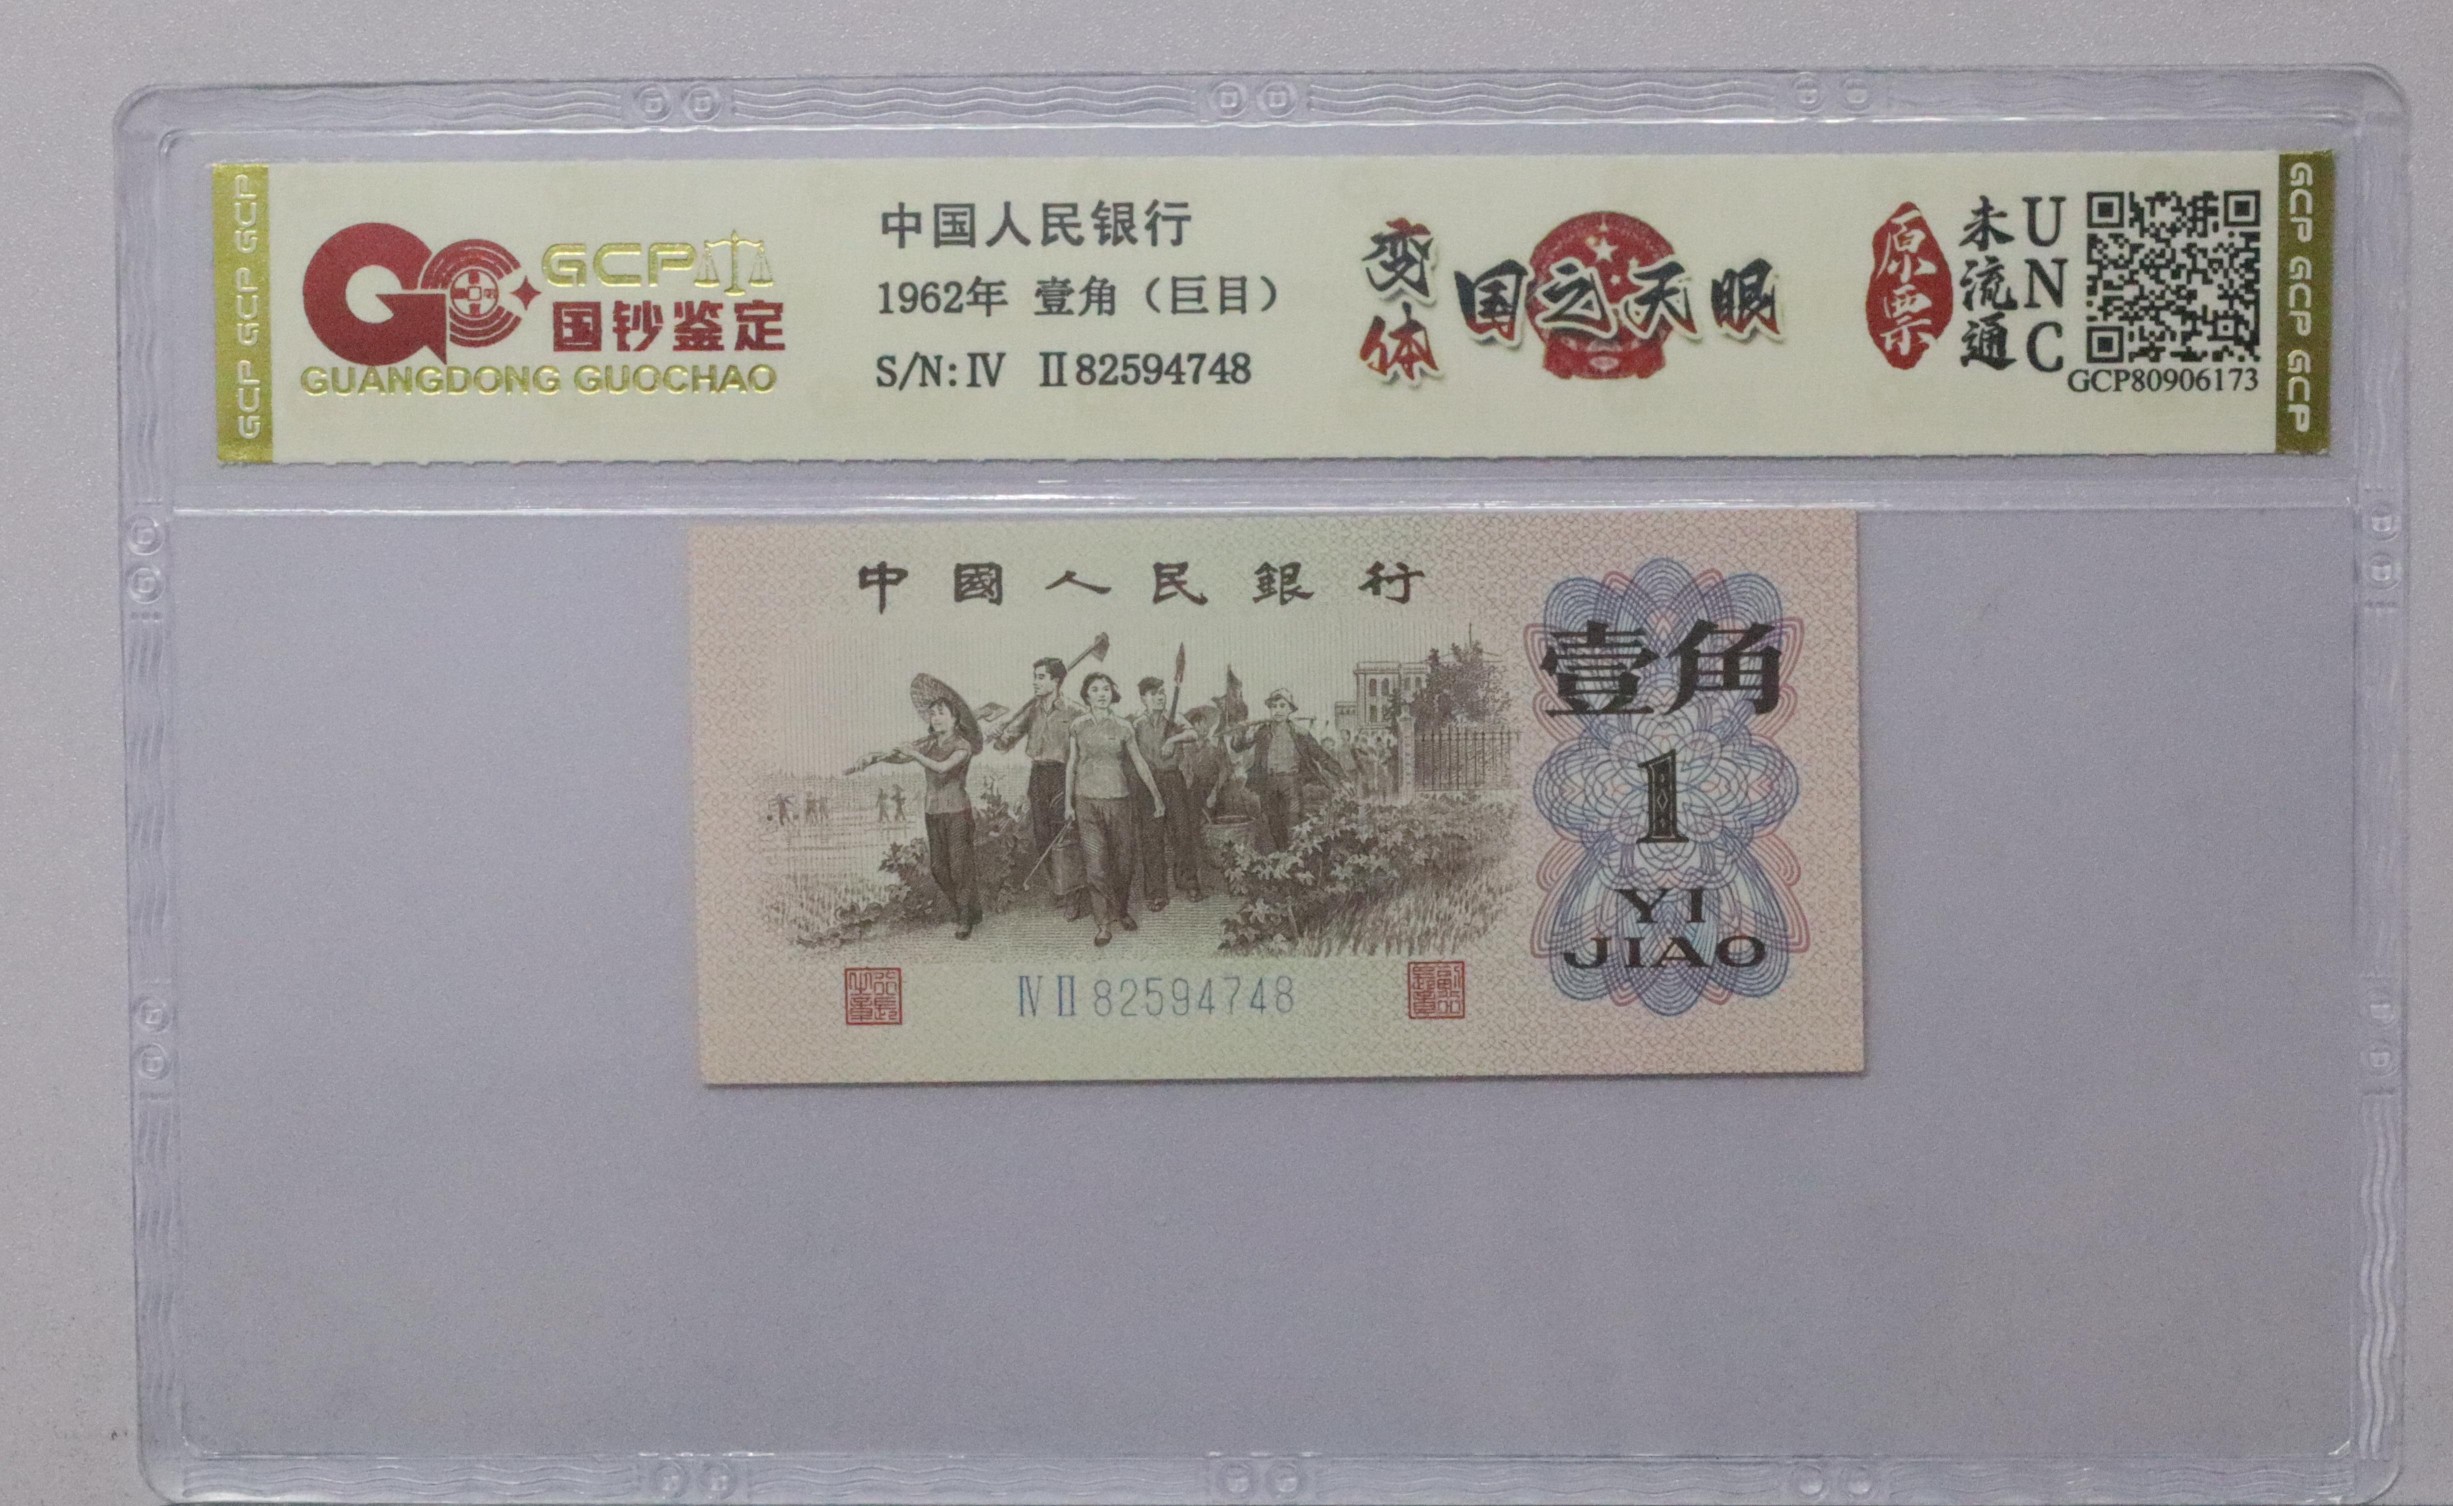 GCP GCP GCP
GCP
国钞鉴定
GUANGDONG GUOCHAO
中国人民银行
1962年 壹角（巨目）
S/N:Ⅳ Ⅱ82594748
变体
国之天眼
原票
未流通
UNC
GCP80906173
GCP GCP GCP
中國人民銀行
壹角
1
YI
JIAO
Ⅳ Ⅱ 82594748